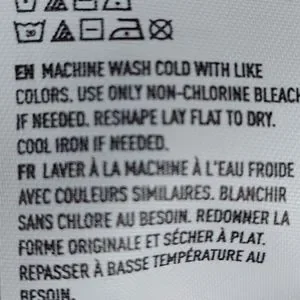 EN MACHINE WASH COLD WITH LIKE
COLORS. USE ONLY NON-CHLORINE BLEACH
IF NEEDED. RESHAPE LAY FLAT TO DRY.
COOL IRON IF NEEDED.
FR LAVER À LA MACHINE À L'EAU FROIDE
AVEC COULEURS SIMILAIRES. BLANCHIR
SANS CHLORE AU BESOIN. REDONNER LA
FORME ORIGINALE ET SÉCHER À PLAT.
REPASSER À BASSE TEMPÉRATURE AU
BESOIN.